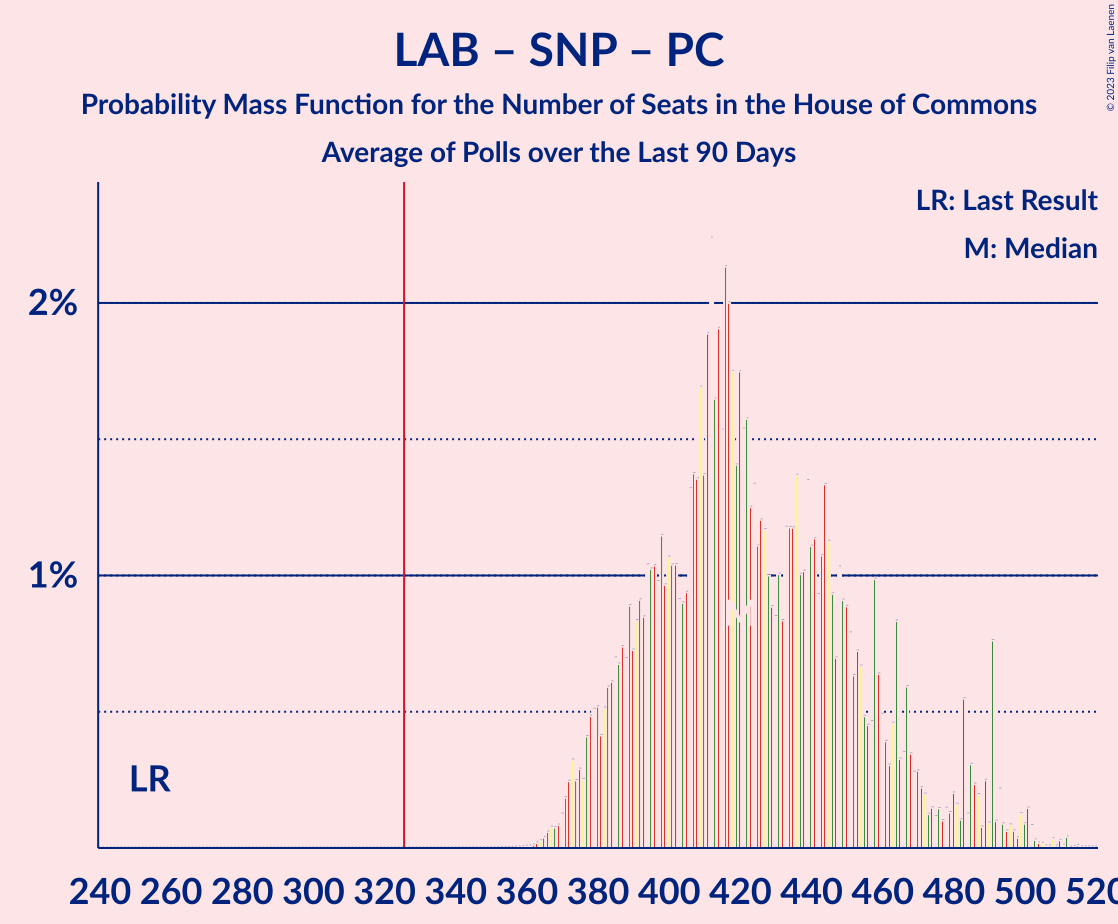 LAB – SNP – PC
Probability Mass Function for the Number of Seats in the House of Commons
Average of Polls over the Last 90 Days
© 2023 Filip van Laenen
LR: Last Result
M: Median
2%
1%
LR
240 260 280 300 320 340 360 380 400 420 440 460 480 500 520